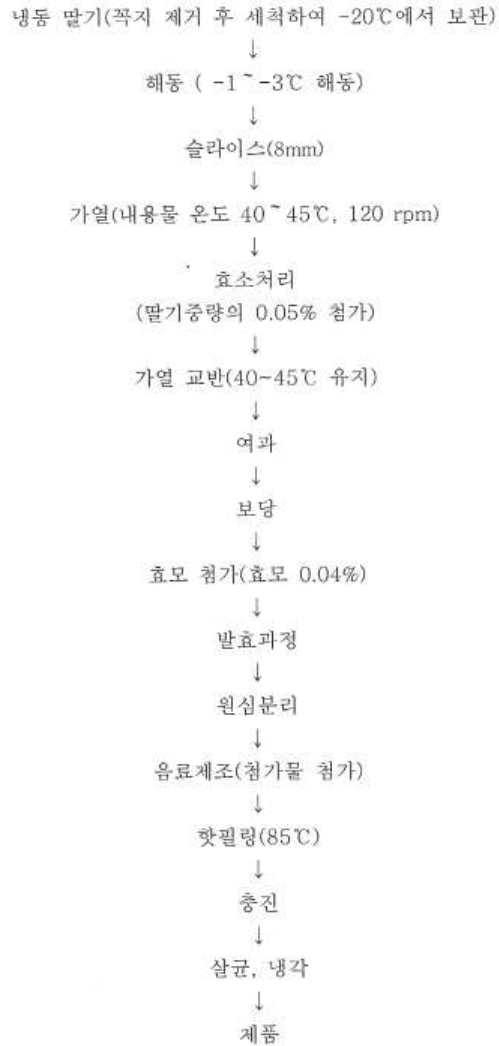 냉동 딸기(꼭지 제거 후 세척하여 -20℃에서 보관)
↓
해동 ( -1 ~ -3℃ 해동)
↓
슬라이스(8mm)
↓
가열(내용물 온도 40 ~ 45℃, 120 rpm)
↓
효소처리
(딸기중량의 0.05% 첨가)
↓
가열 교반(40~45℃ 유지)
↓
여과
↓
보당
↓
효모 첨가(효모 0.04%)
↓
발효과정
↓
원심분리
↓
음료제조(첨가물 첨가)
↓
핫필링(85℃)
↓
충진
↓
살균, 냉각
↓
제품